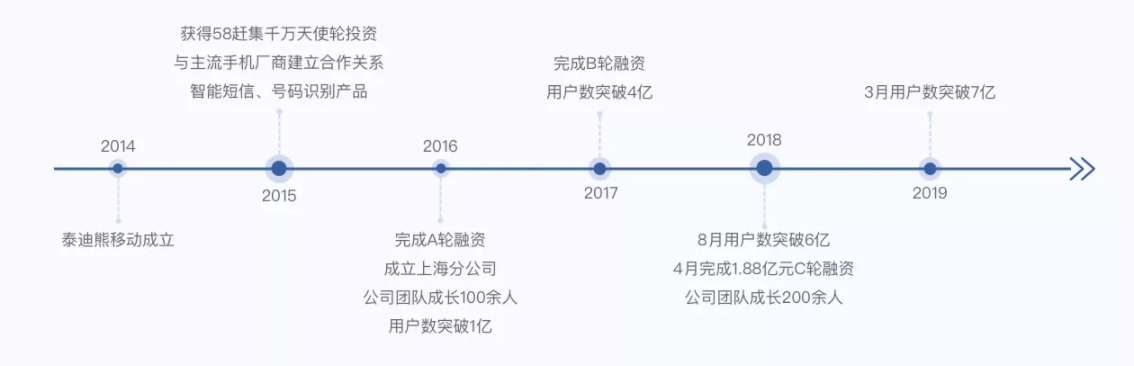 2014
泰迪熊移动成立
获得58赶集千万天使轮投资
与主流手机厂商建立合作关系
智能短信、号码识别产品
2015
2016
完成A轮融资
成立上海分公司
公司团队成长100余人
用户数突破1亿
完成B轮融资
用户数突破4亿
2017
2018
8月用户数突破6亿
4月完成1.88亿元C轮融资
公司团队成长200余人
3月用户数突破7亿
2019